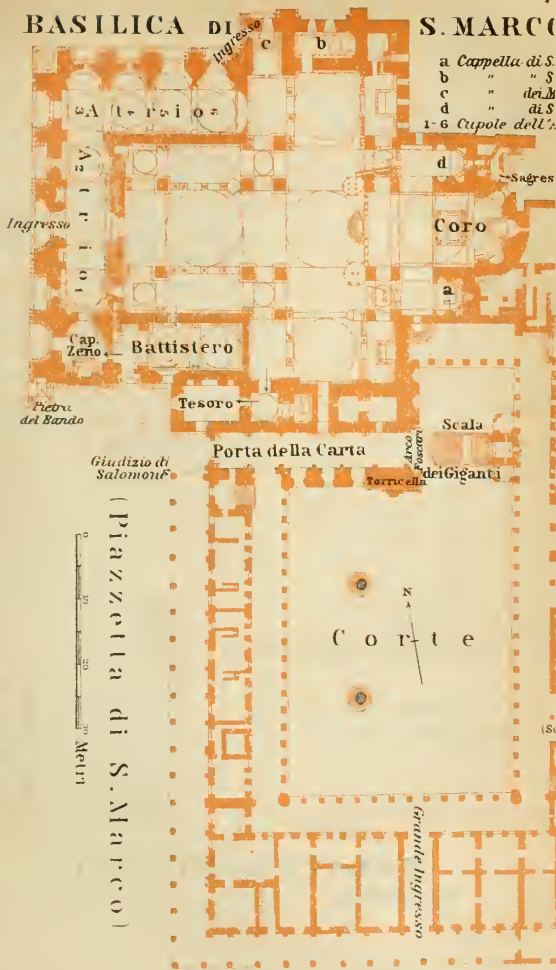 BASILICA DI S. MARCO
a Cappella di S.
b " " S
c " dei M
d " di S
1-6 Cupole dell'
Ingresso
c
b
Atrio
d
Sagres
Atrio
Ingresso
Coro
a
Cap.
Zeno
Battistero
Tesoro
Pietra
del Bando
Scala
dei Giganti
Arco
Foscari
Porta della Carta
Torricella
Giudizio di
Salomone
(Piazzetta di S. Marco)
0
10
20
30
Metri
N
Corte
Grande Ingresso